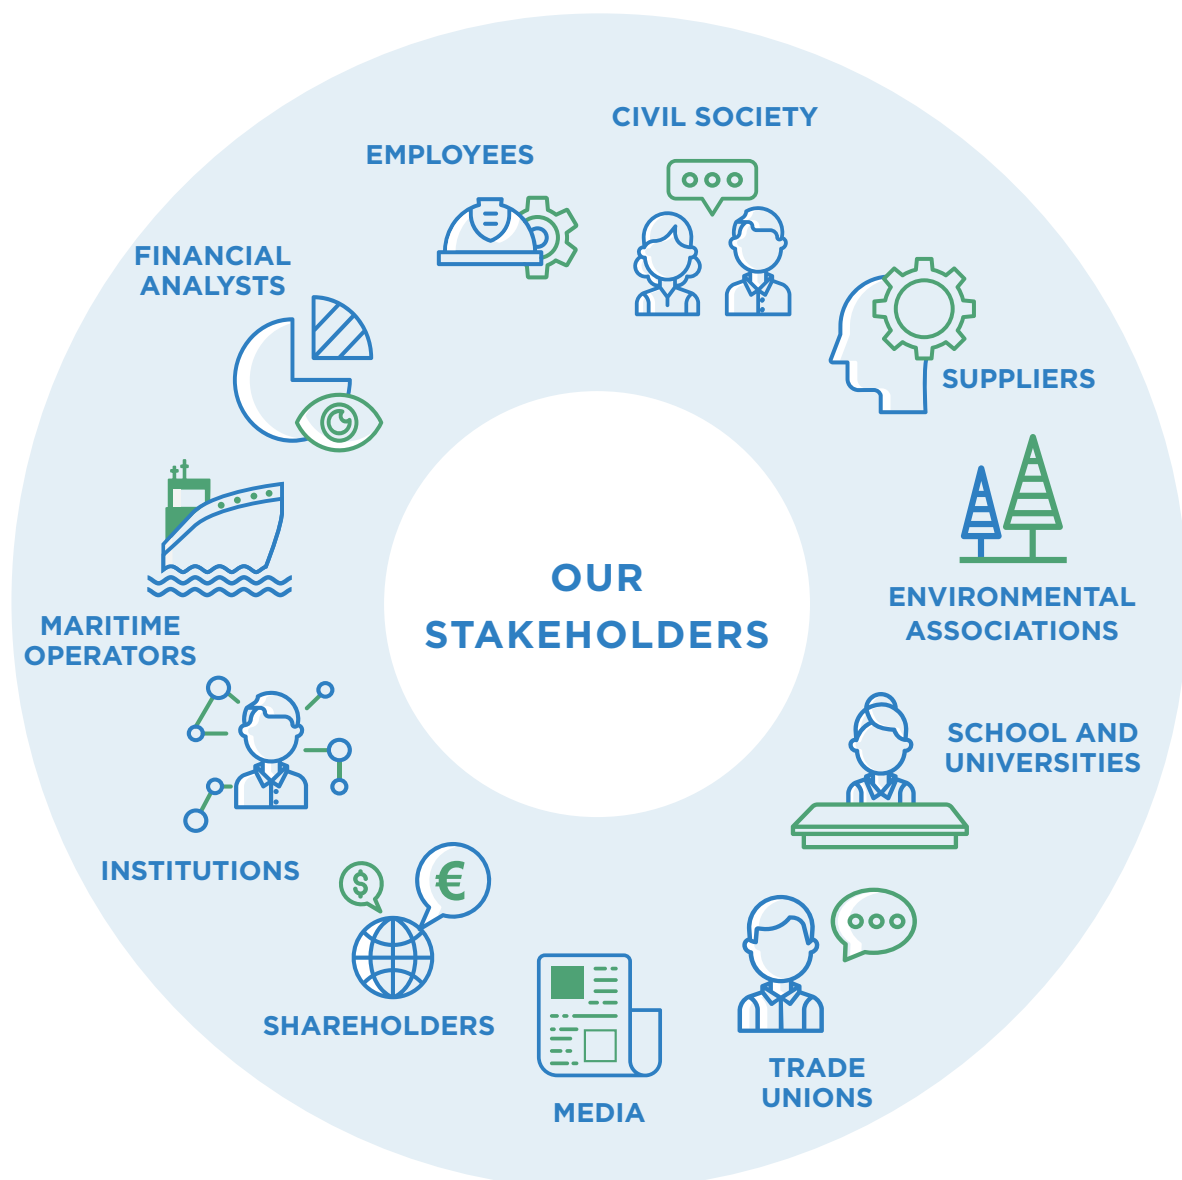 CIVIL SOCIETY
EMPLOYEES
FINANCIAL
ANALYSTS
SUPPLIERS
OUR
STAKEHOLDERS
ENVIRONMENTAL
ASSOCIATIONS
MARITIME
OPERATORS
SCHOOL AND
UNIVERSITIES
INSTITUTIONS
$
€
SHAREHOLDERS
TRADE
UNIONS
MEDIA